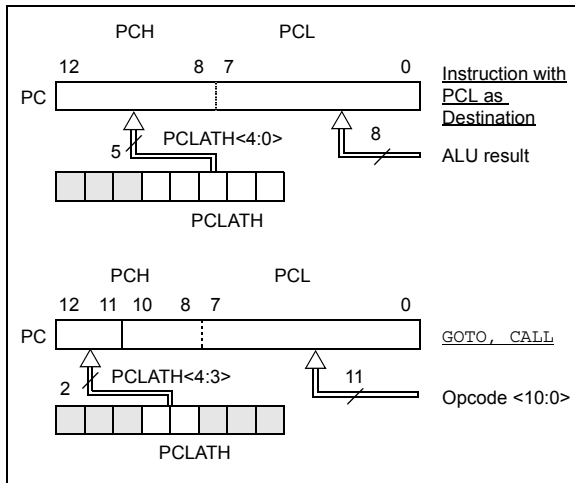 PCH PCL
12 8 7 0
Instruction with
PCL as
Destination
PC
5 PCLATH<4:0> 8
ALU result
PCLATH
PCH PCL
12 11 10 8 7 0
PC
GOTO, CALL
2 PCLATH<4:3> 11
Opcode <10:0>
PCLATH